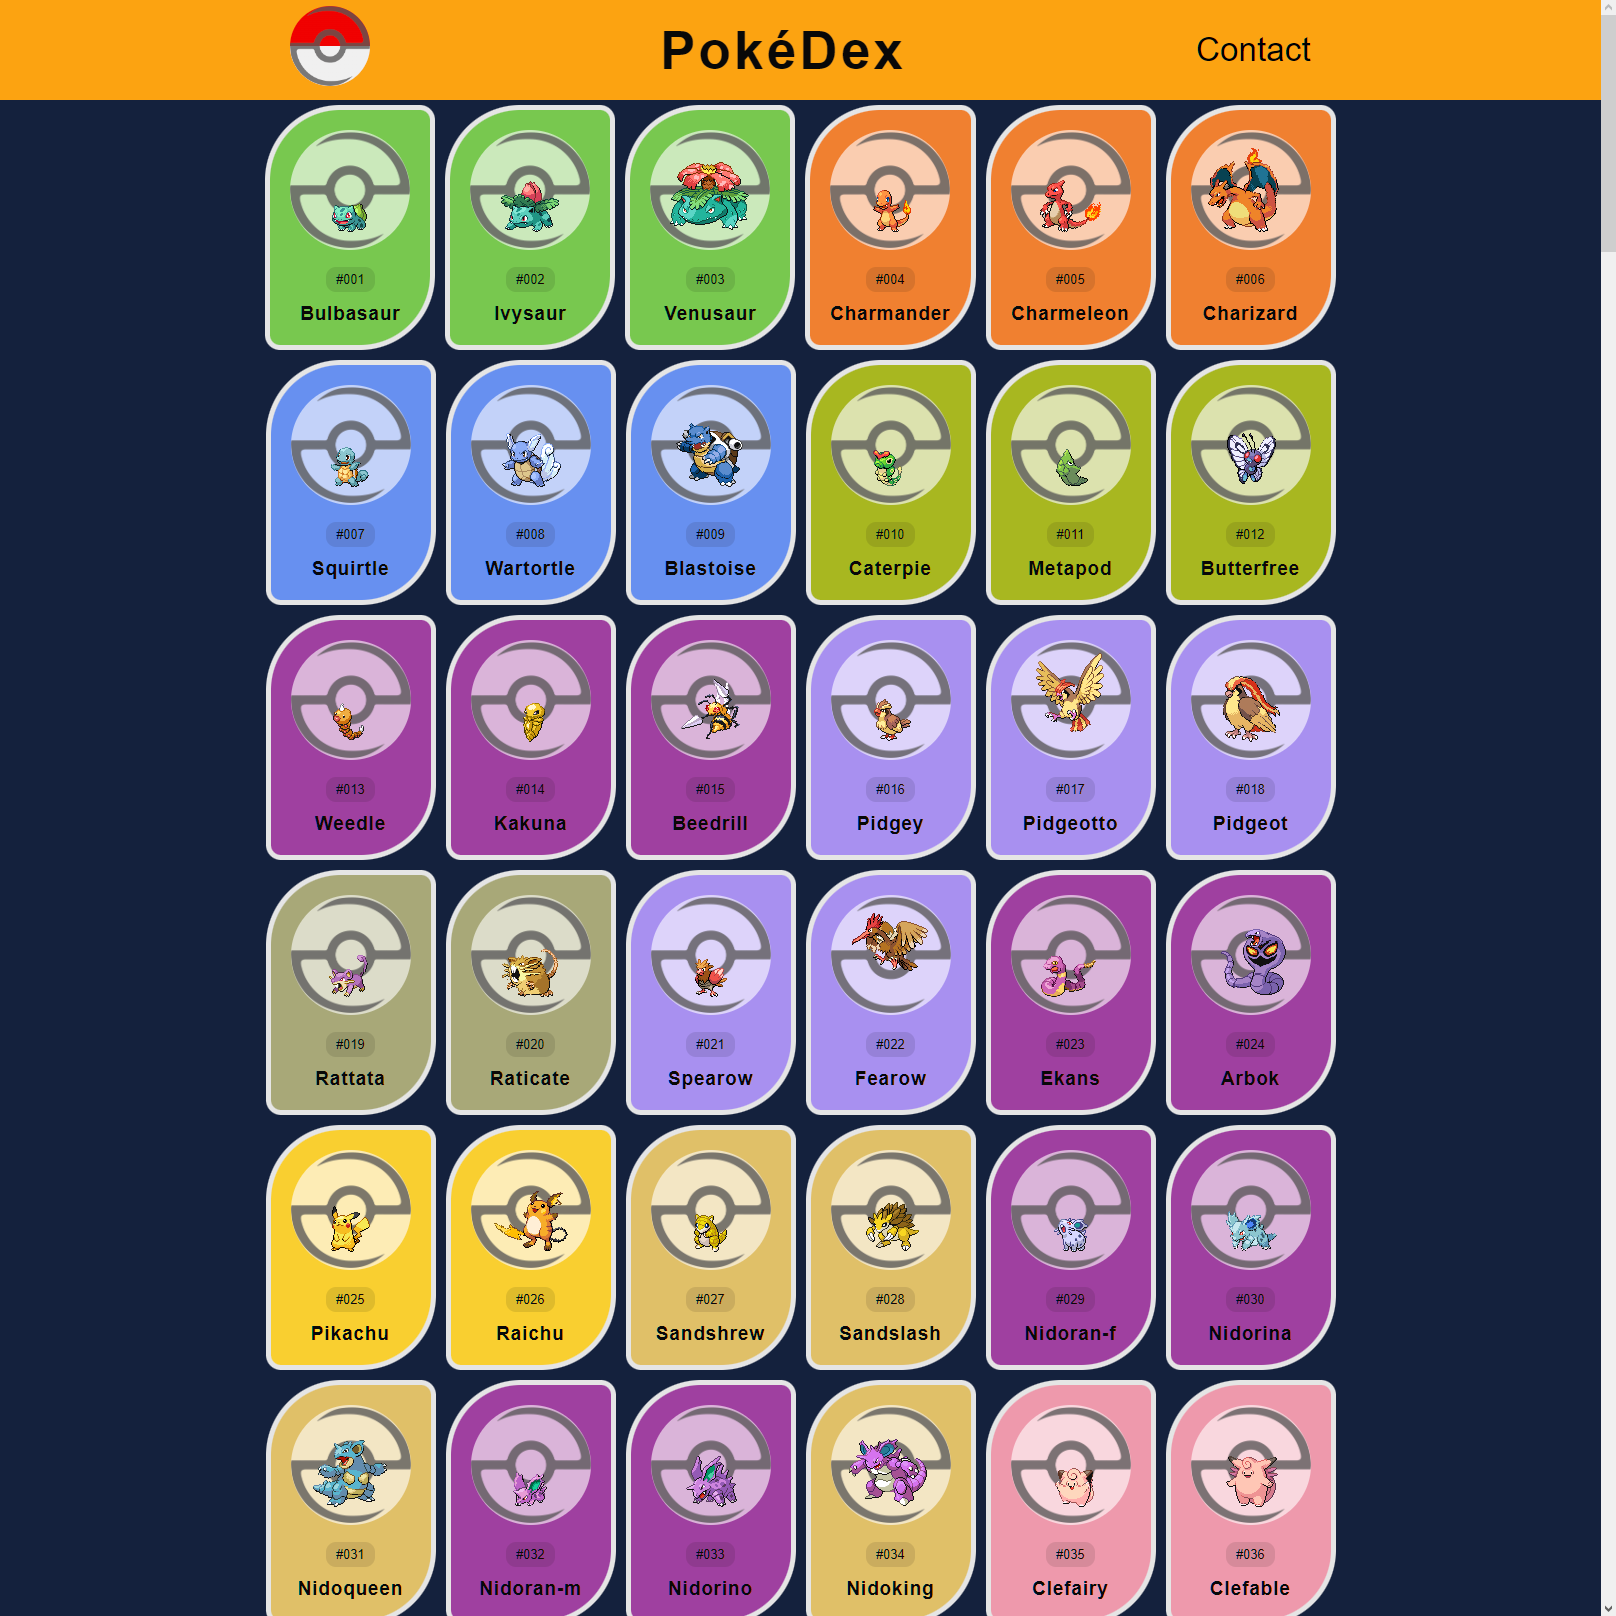 PokéDex
Contact
#001 #002 #003 #004 #005 #006
Bulbasaur Ivysaur Venusaur Charmander Charmeleon Charizard
#007 #008 #009 #010 #011 #012
Squirtle Wartortle Blastoise Caterpie Metapod Butterfree
#013 #014 #015 #016 #017 #018
Weedle Kakuna Beedrill Pidgey Pidgeotto Pidgeot
#019 #020 #021 #022 #023 #024
Rattata Raticate Spearow Fearow Ekans Arbok
#025 #026 #027 #028 #029 #030
Pikachu Raichu Sandshrew Sandslash Nidoran-f Nidorina
#031 #032 #033 #034 #035 #036
Nidoqueen Nidoran-m Nidorino Nidoking Clefairy Clefable